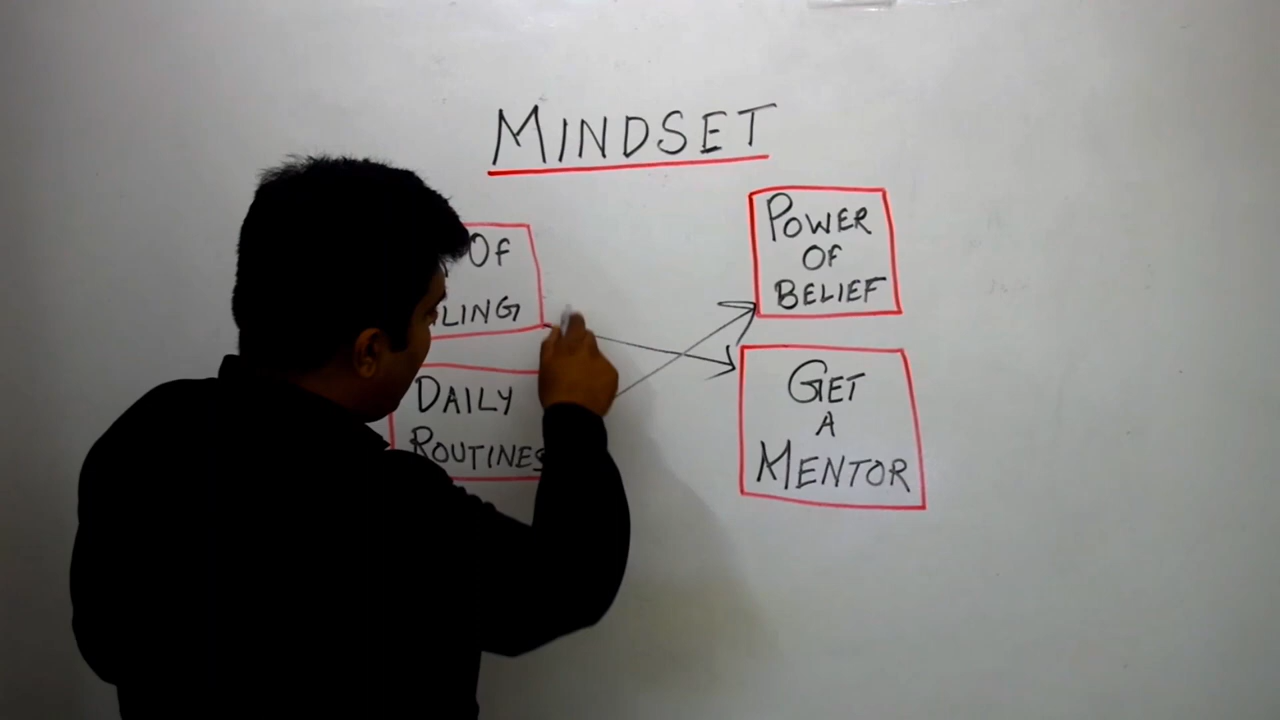 MINDSET
OF
LING
DAILY
ROUTINES
POWER
OF
BELIEF
GET
A
MENTOR